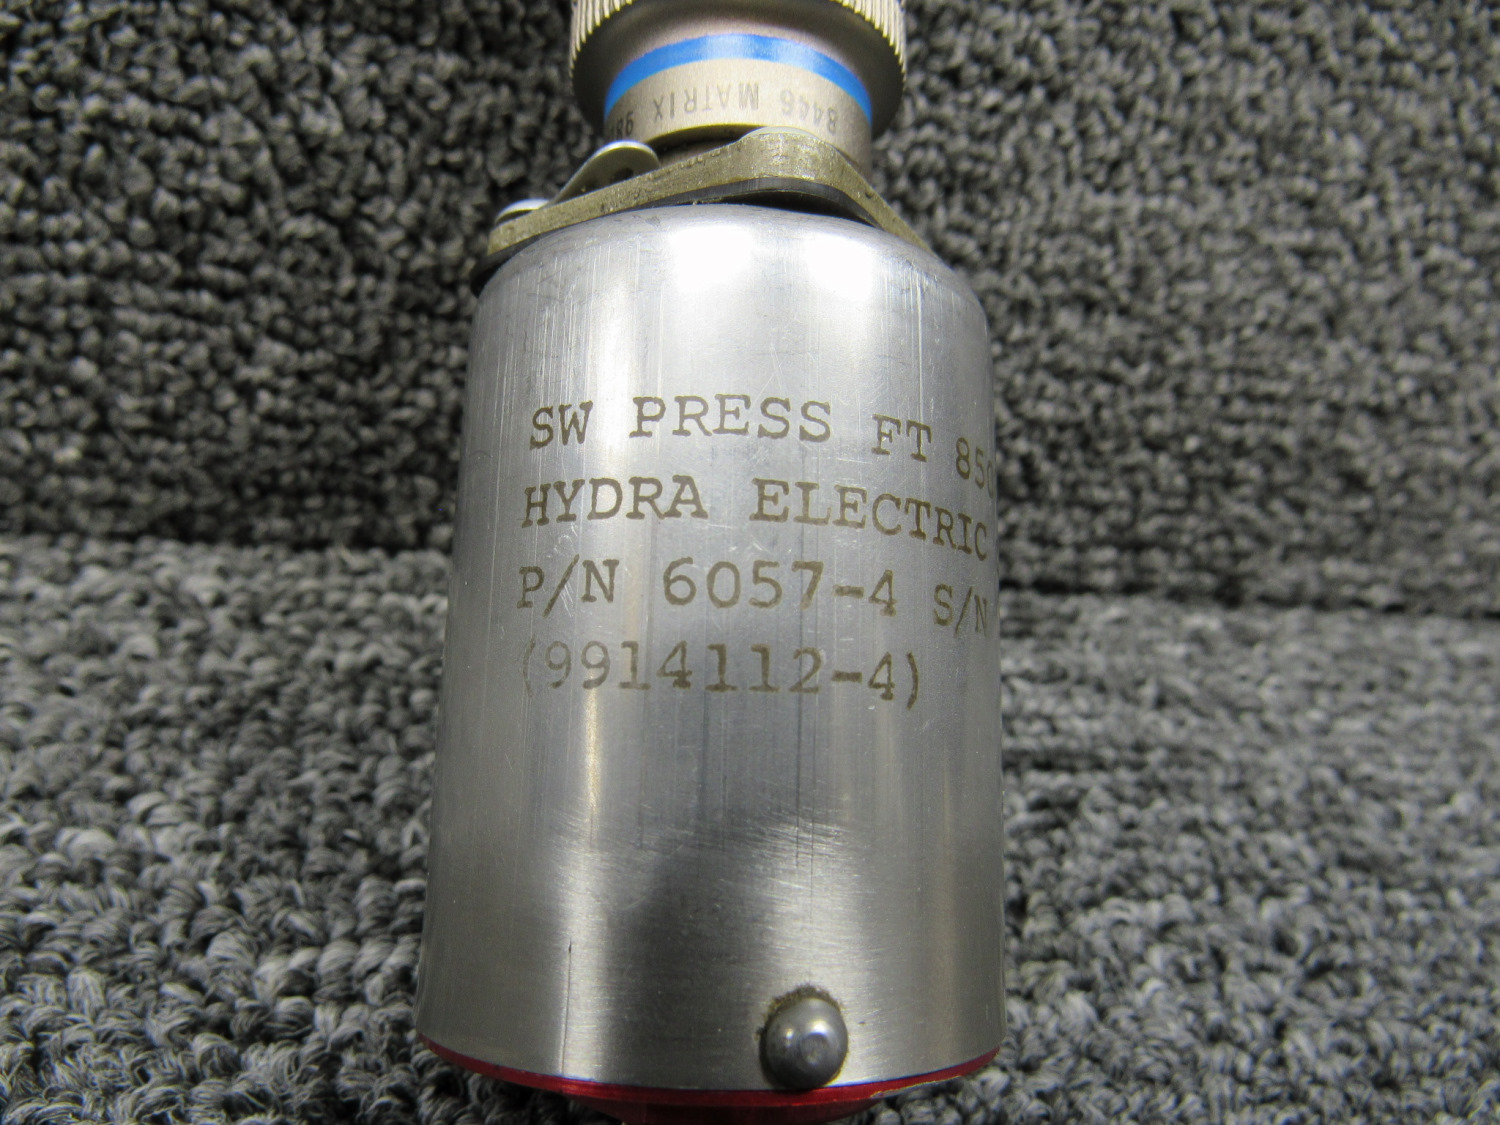 8446 MATRIX
SW PRESS FT 850
HYDRA ELECTRIC
P/N 6057-4 S/N
(9914112-4)